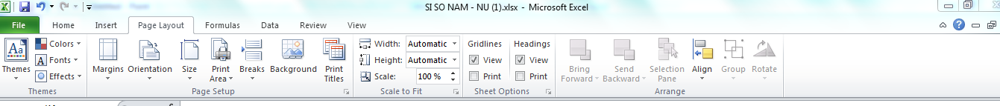 SI SO NAM - NU (1).xlsx - Microsoft Excel
File Home Insert Page Layout Formulas Data Review View
Themes
Colors
Fonts
Effects
Themes
Margins
Orientation
Size
Print
Area
Breaks
Background
Print
Titles
Page Setup
Width: Automatic
Height: Automatic
Scale: 100 %
Scale to Fit
Gridlines
View
Print
Headings
View
Print
Sheet Options
Bring
Forward
Send
Backward
Selection
Pane
Align
Group
Rotate
Arrange